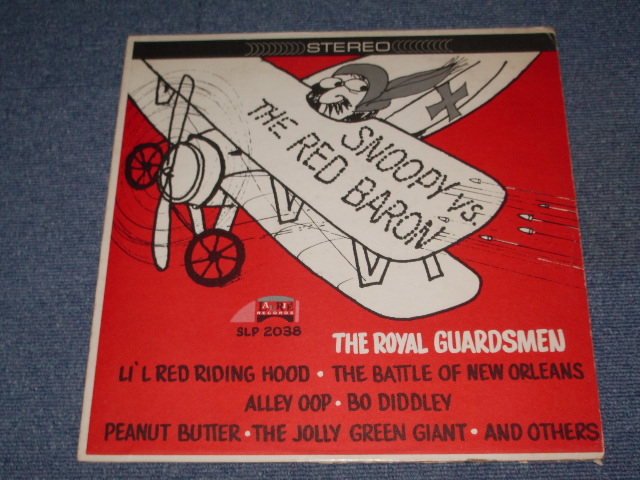 STEREO
SNOOPY VS.
THE RED BARON
RECORDS
SLP 2038
THE ROYAL GUARDSMEN
LI'L RED RIDING HOOD • THE BATTLE OF NEW ORLEANS
ALLEY OOP • BO DIDDLEY
PEANUT BUTTER • THE JOLLY GREEN GIANT • AND OTHERS